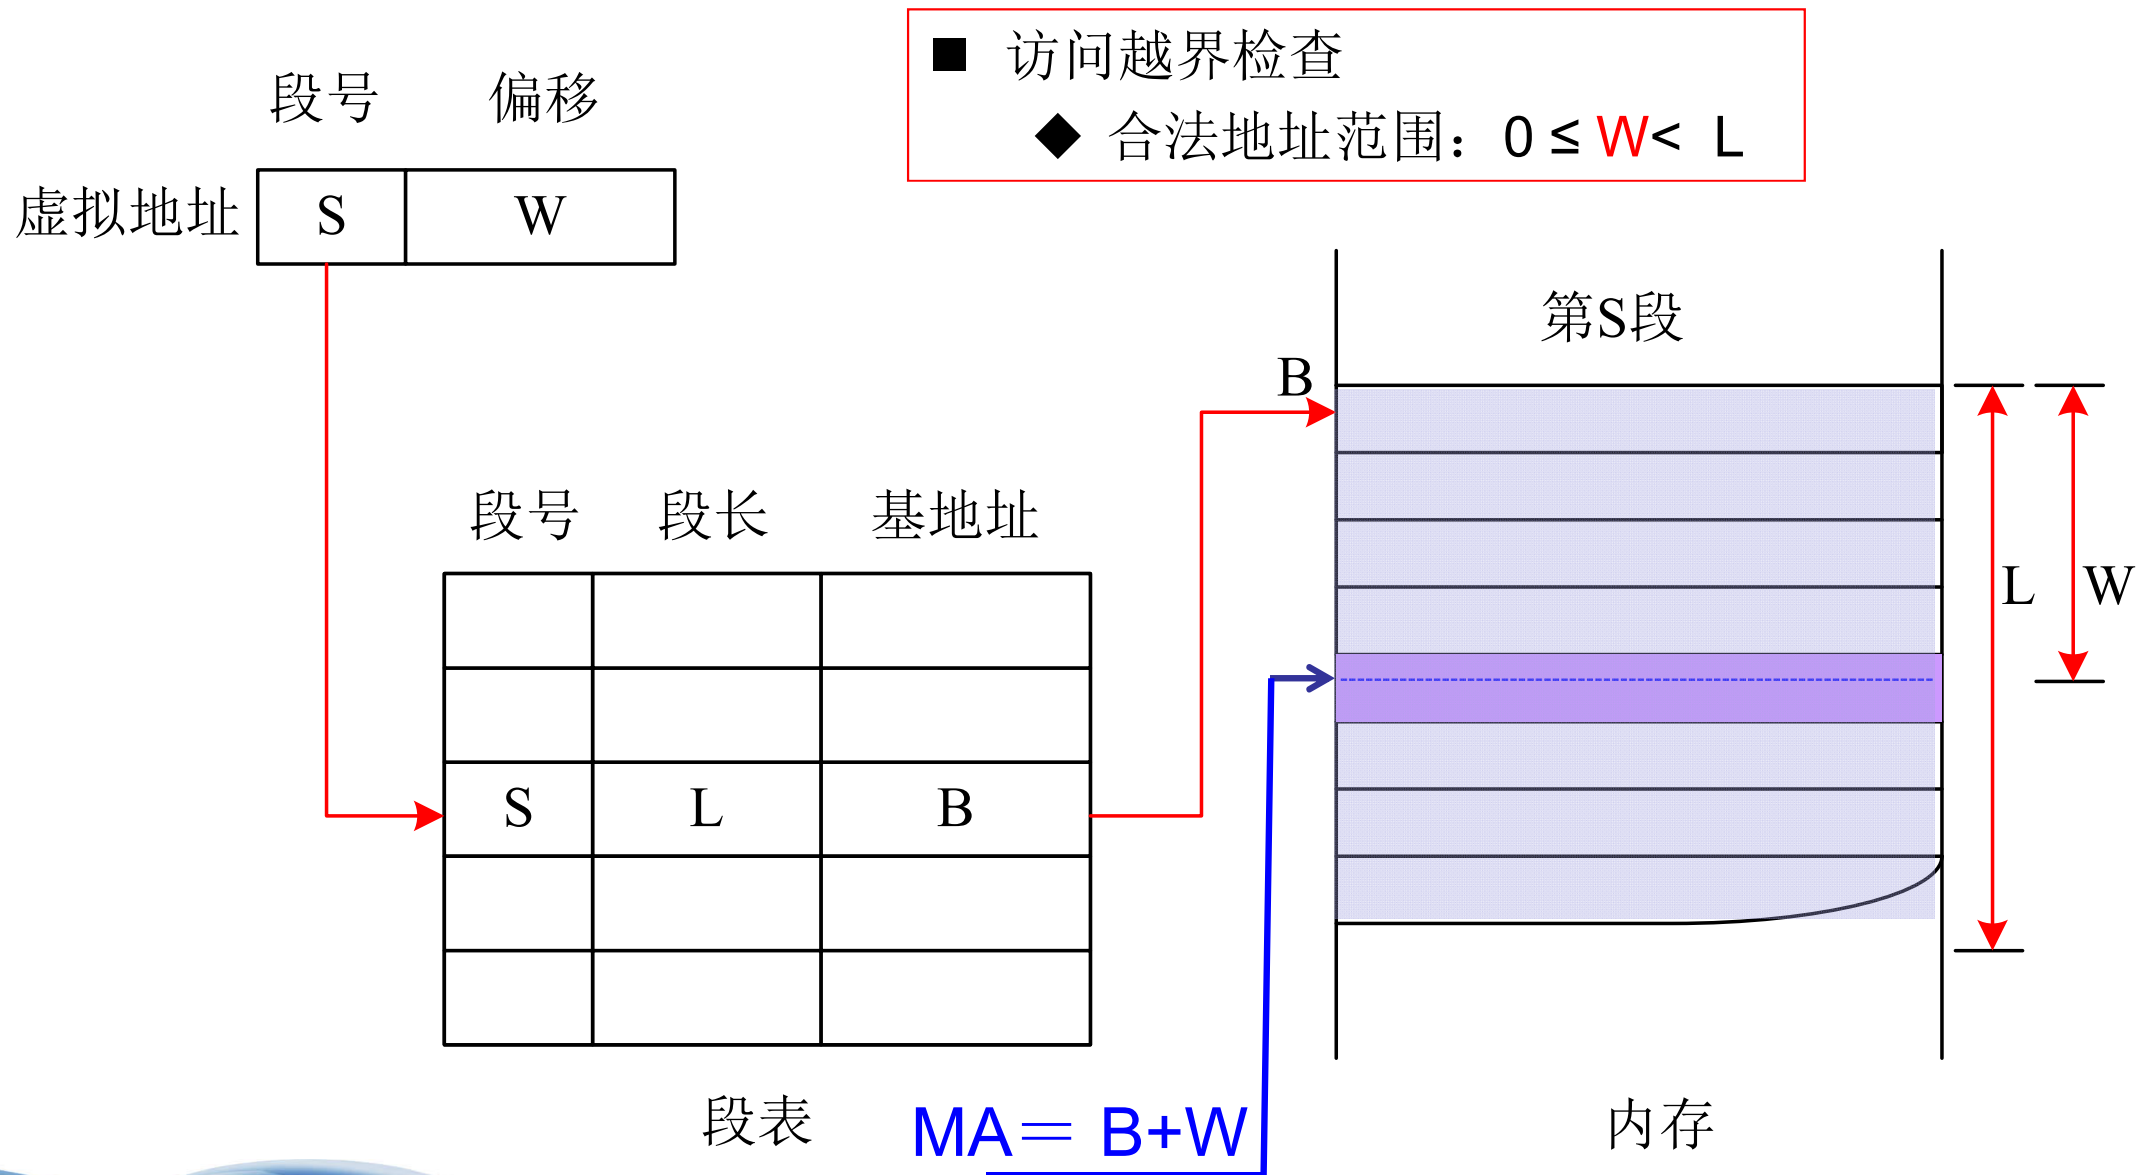 ■ 访问越界检查
◆ 合法地址范围：0 ≤ W< L
段号 偏移
虚拟地址 S W
第S段
B
段号 段长 基地址
L W
S L B
段表 MA＝ B+W 内存